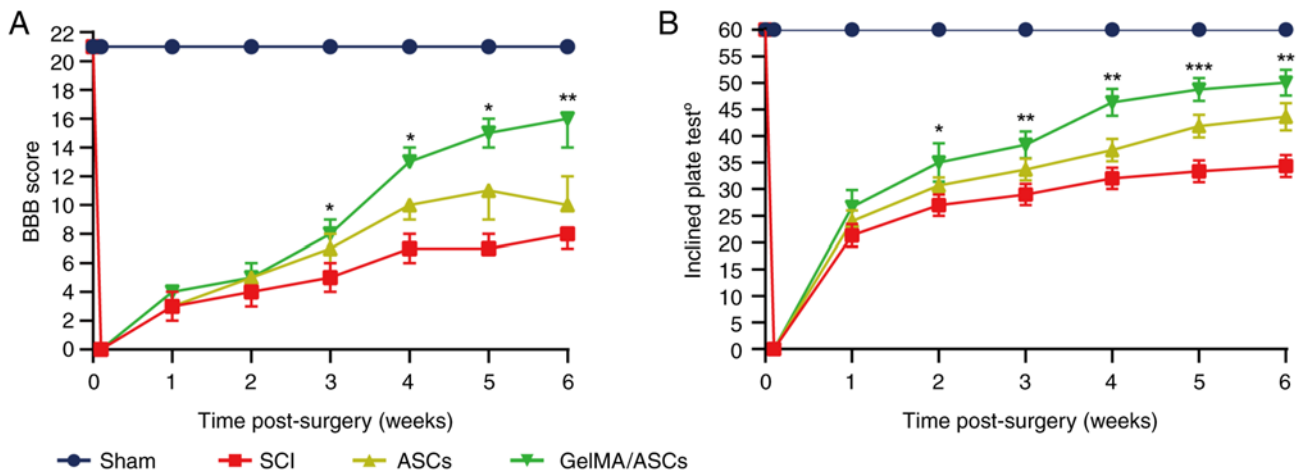 A
BBB score
22
20
18
16
14
12
10
8
6
4
2
0
* * * **
0 1 2 3 4 5 6
Time post-surgery (weeks)
B
Inclined plate testº
60
55
50
45
40
35
30
25
20
15
10
5
0
* ** ** *** **
0 1 2 3 4 5 6
Time post-surgery (weeks)
Sham SCI ASCs GelMA/ASCs